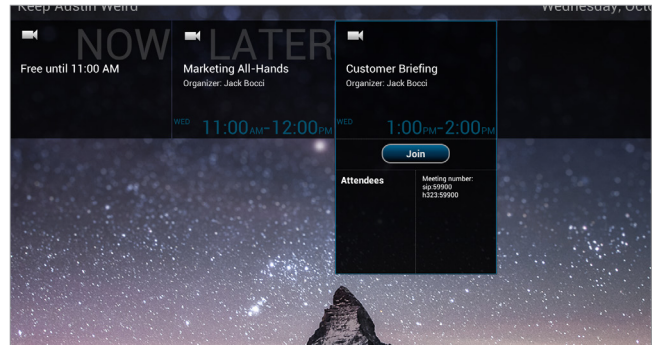 Keep Austin Weird
Wednesday, Octo
NOW
LATER
Free until 11:00 AM
Marketing All-Hands
Organizer: Jack Bocci
WED 11:00AM-12:00PM
Customer Briefing
Organizer: Jack Bocci
WED 1:00PM-2:00PM
Join
Attendees
Meeting number:
sip:59900
h323:59900